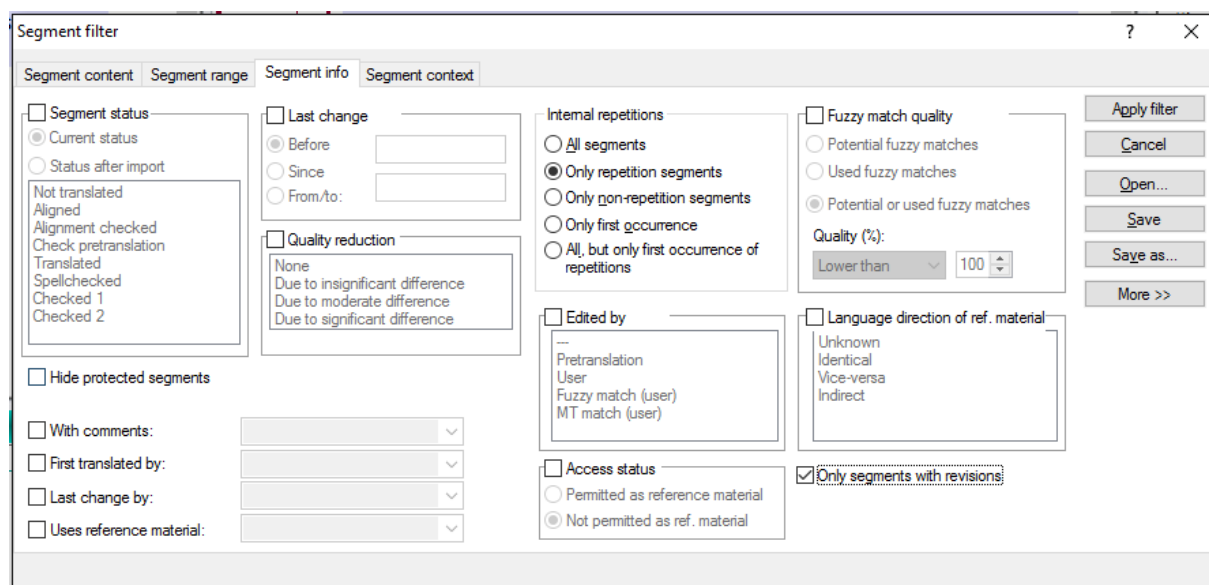 Segment filter
?
Segment content
Segment range
Segment info
Segment context
Segment status
Current status
Status after import
Not translated
Aligned
Alignment checked
Check pretranslation
Translated
Spellchecked
Checked 1
Checked 2
Hide protected segments
With comments:
First translated by:
Last change by:
Uses reference material:
Last change
Before
Since
From/to:
Quality reduction
None
Due to insignificant difference
Due to moderate difference
Due to significant difference
Internal repetitions
All segments
Only repetition segments
Only non-repetition segments
Only first occurrence
All, but only first occurrence of
repetitions
Edited by
---
Pretranslation
User
Fuzzy match (user)
MT match (user)
Access status
Permitted as reference material
Not permitted as ref. material
Fuzzy match quality
Potential fuzzy matches
Used fuzzy matches
Potential or used fuzzy matches
Quality (%):
Lower than
100
Language direction of ref. material
Unknown
Identical
Vice-versa
Indirect
Only segments with revisions
Apply filter
Cancel
Open...
Save
Save as...
More >>